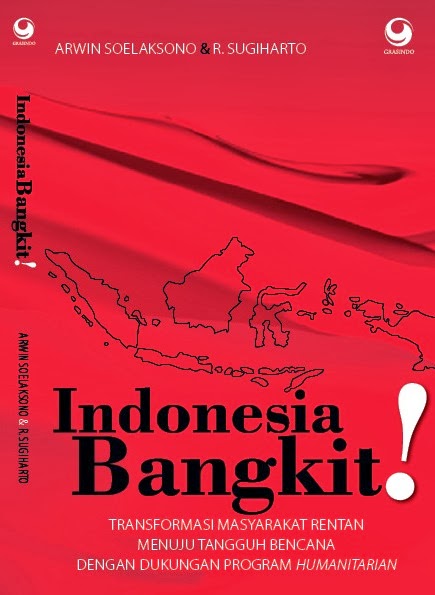 GRASINDO
GRASINDO
ARWIN SOELAKSONO & R. SUGIHARTO
Indonesia Bangkit!
ARWIN SOELAKSONO & R. SUGIHARTO
Indonesia
Bangkit!
TRANSFORMASI MASYARAKAT RENTAN
MENUJU TANGGUH BENCANA
DENGAN DUKUNGAN PROGRAM HUMANITARIAN